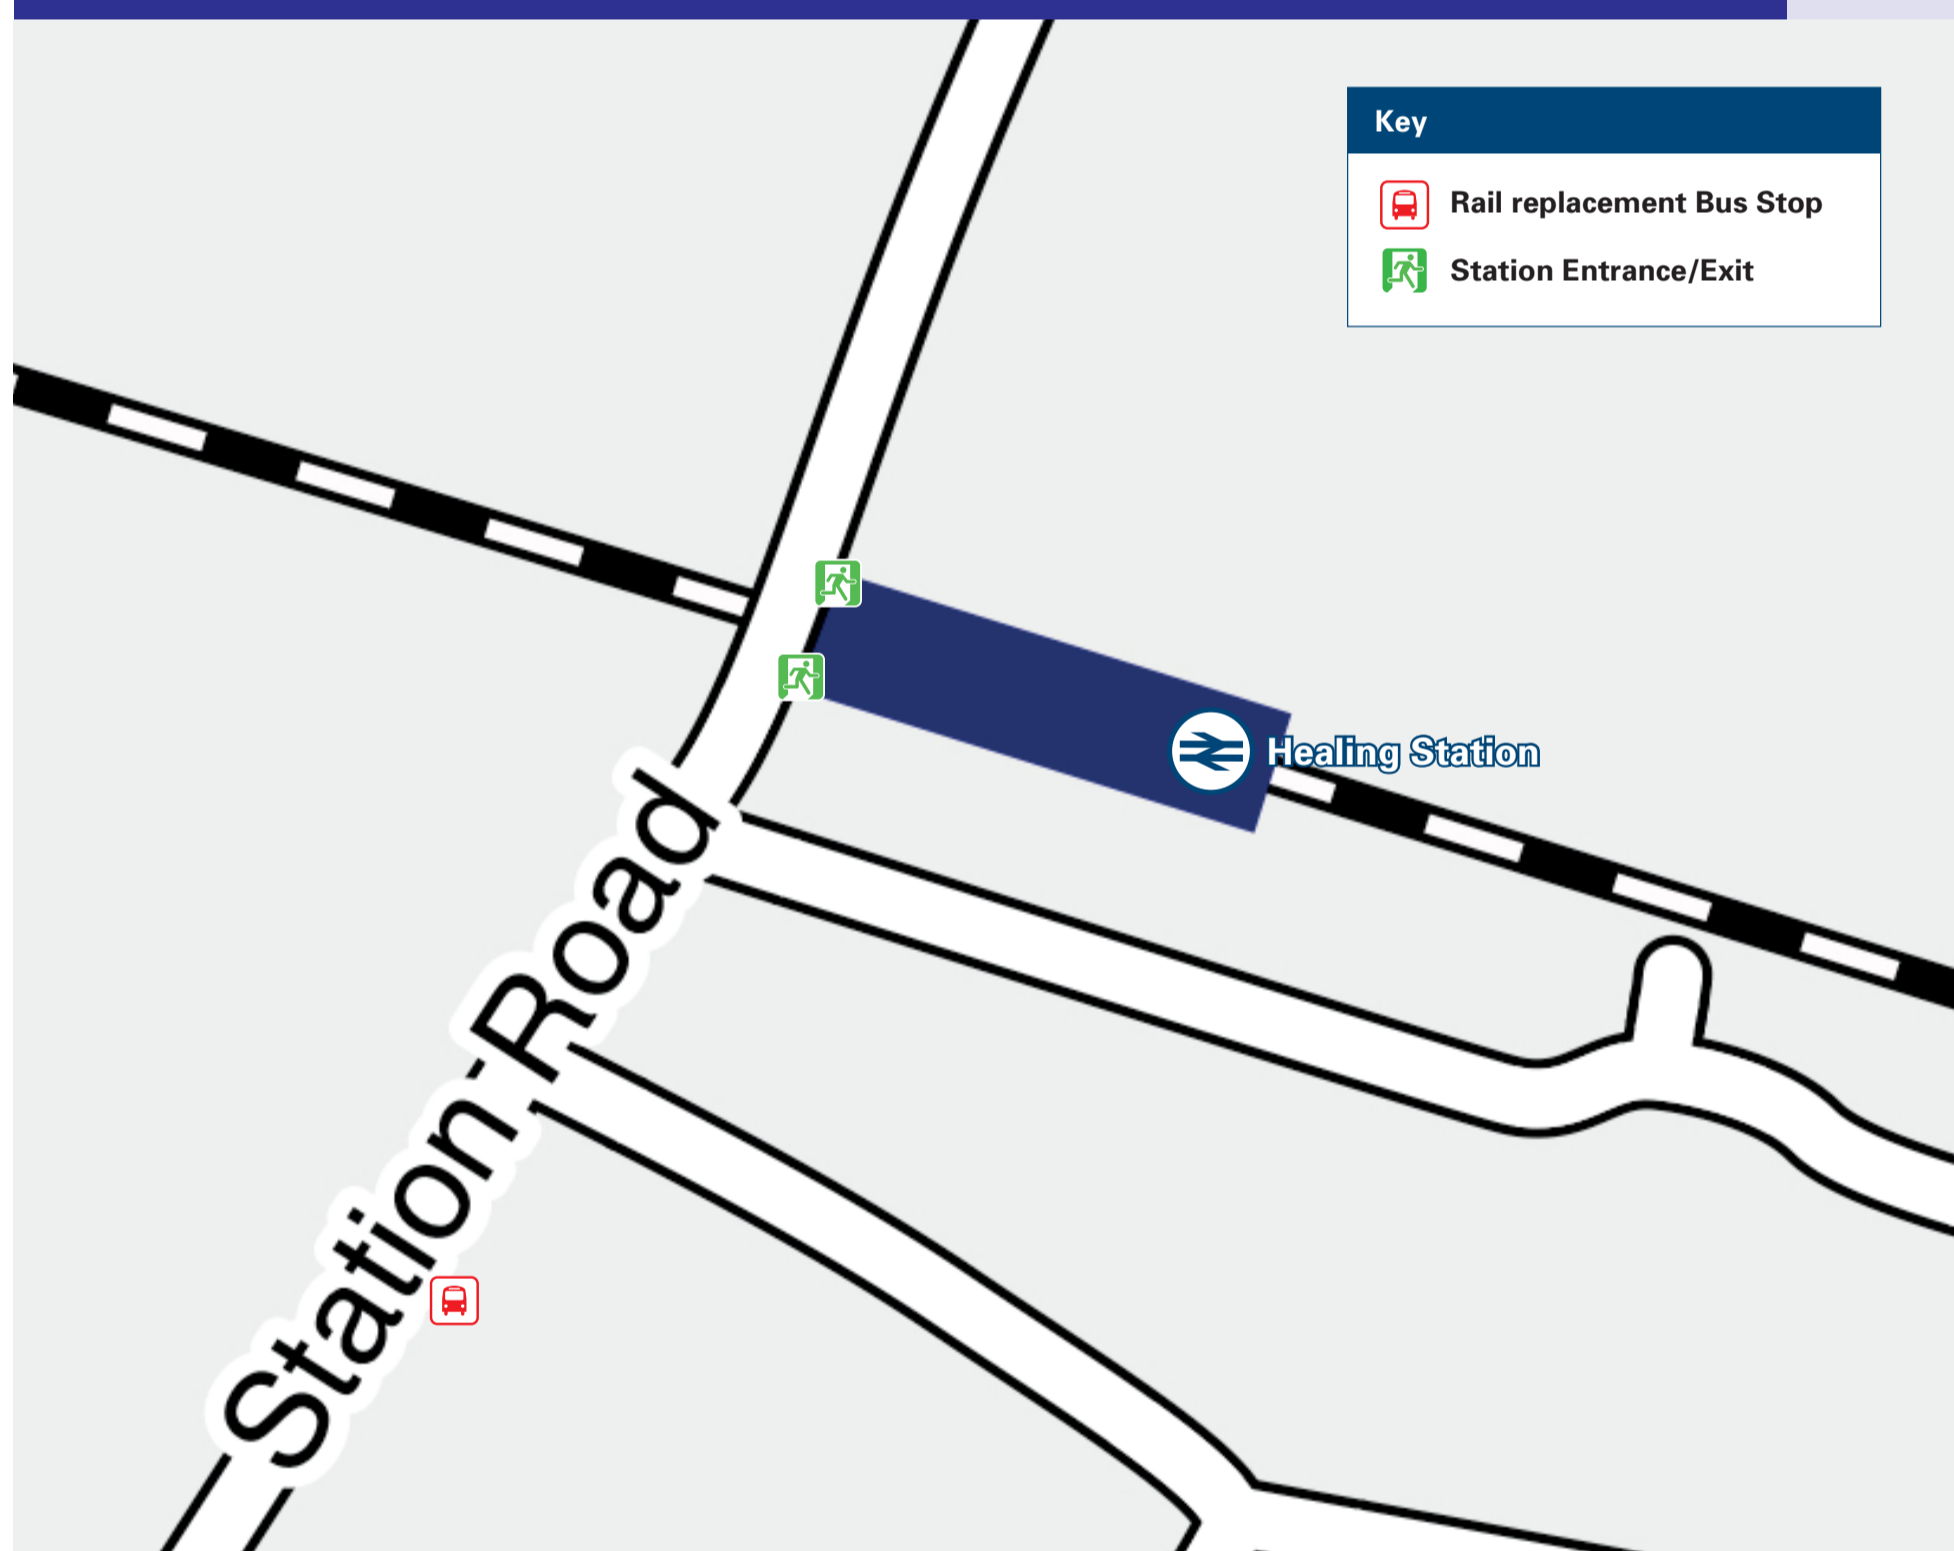 Key
Rail replacement Bus Stop
Station Entrance/Exit
Healing Station
Station Road